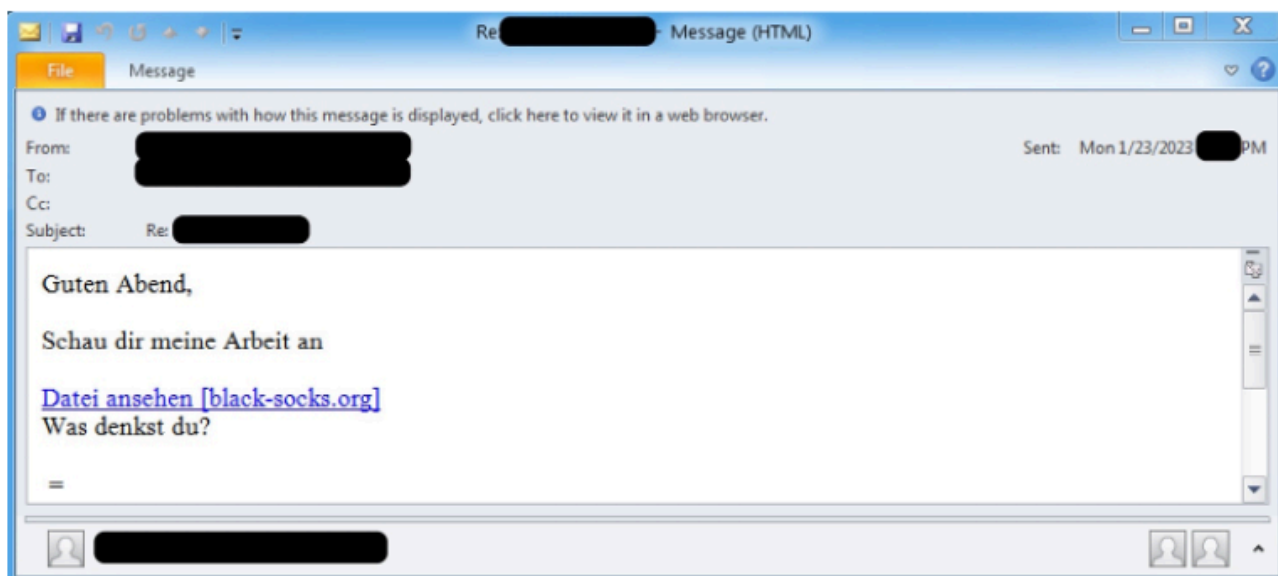 Re: - Message (HTML)
File Message
If there are problems with how this message is displayed, click here to view it in a web browser.
From:
Sent: Mon 1/23/2023 PM
To:
Cc:
Subject: Re:
Guten Abend,
Schau dir meine Arbeit an
Datei ansehen [black-socks.org]
Was denkst du?
=